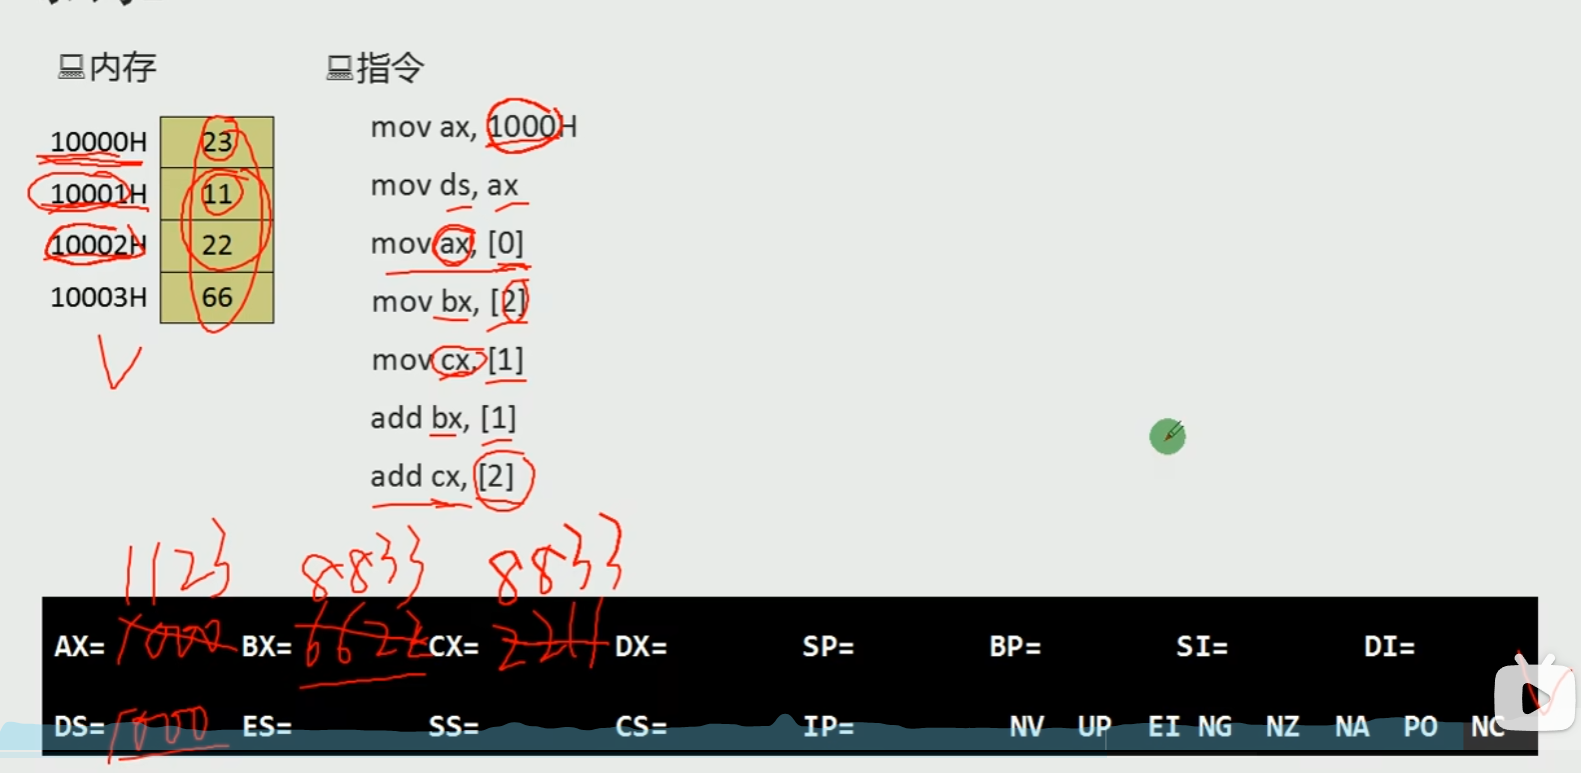 内存
指令
10000H 23
10001H 11
10002H 22
10003H 66
mov ax, 1000H
mov ds, ax
mov ax, [0]
mov bx, [2]
mov cx, [1]
add bx, [1]
add cx, [2]
1123 8833 8833
AX= 1000 BX= 6622 CX= 2211 DX= SP= BP= SI= DI=
DS= 1000 ES= SS= CS= IP= NV UP EI NG NZ NA PO NC